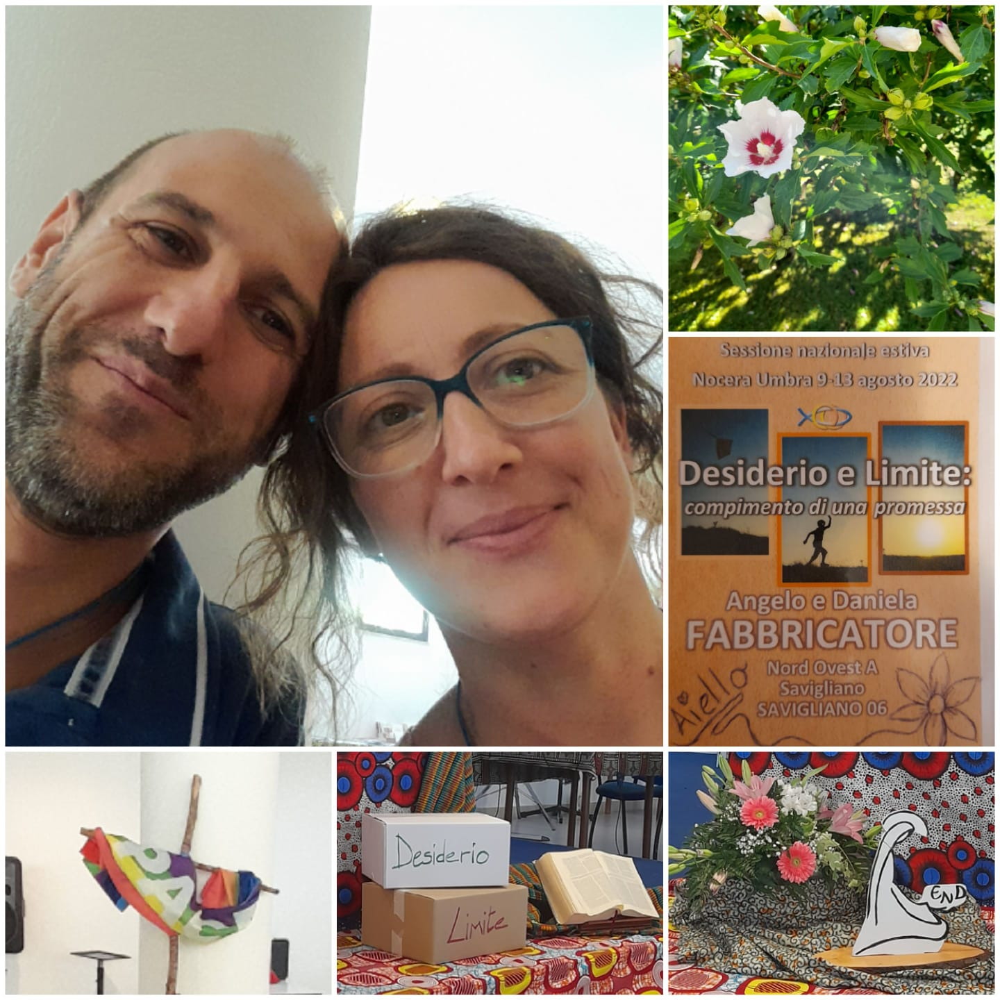 Sessione nazionale estiva
Nocera Umbra 9-13 agosto 2022
Desiderio e Limite:
compimento di una promessa
Angelo e Daniela
FABBRICATORE
Nord Ovest A
Savigliano
SAVIGLIANO 06
Aiello
PACE
Desiderio
Limite
END